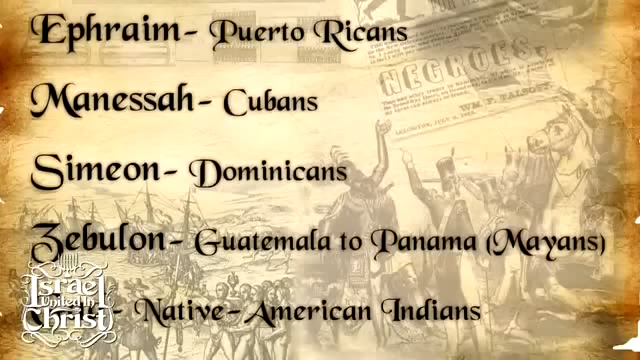 Ephraim- Puerto Ricans
NEGROES,
Manessah- Cubans
Simeon- Dominicans
Zebulon- Guatemala to Panama (Mayans)
- Native-American Indians
Israel
United In
Christ